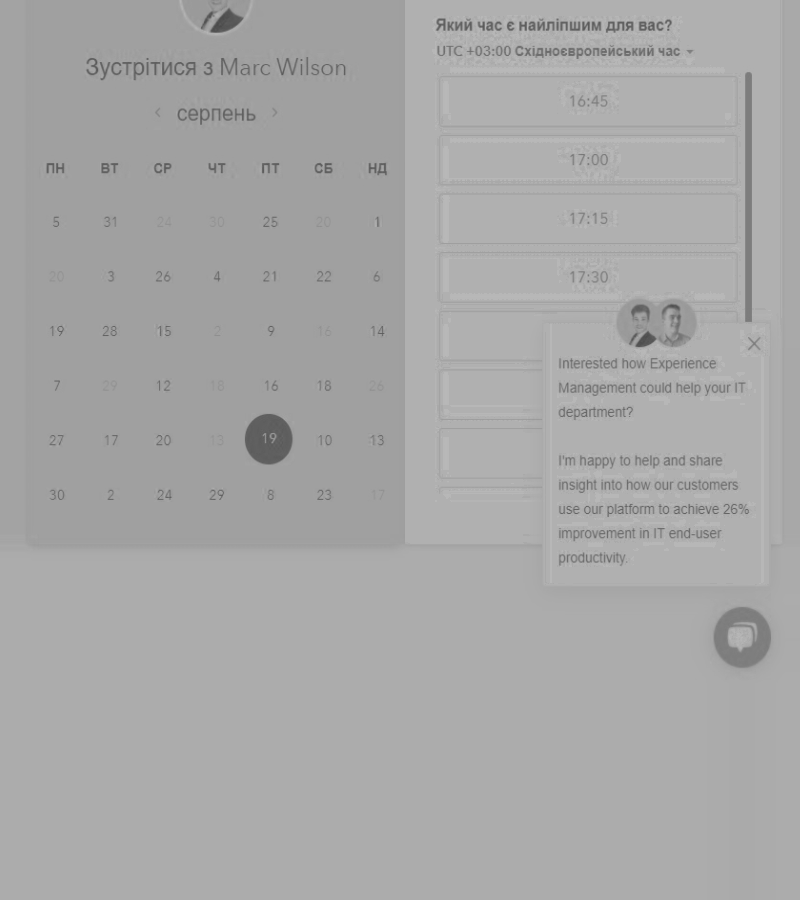 Зустрітися з Marc Wilson
серпень
ПН ВТ СР ЧТ ПТ СБ НД
5 31 24 30 25 20 1
20 3 26 4 21 22 6
19 28 15 2 9 16 14
7 29 12 18 16 18 26
27 17 20 13 19 10 13
30 2 24 29 8 23 17
Який час є найліпшим для вас?
UTC +03:00 Східноєвропейський час
16:45
17:00
17:15
17:30
Interested how Experience
Management could help your IT
department?
I'm happy to help and share
insight into how our customers
use our platform to achieve 26%
improvement in IT end-user
productivity.